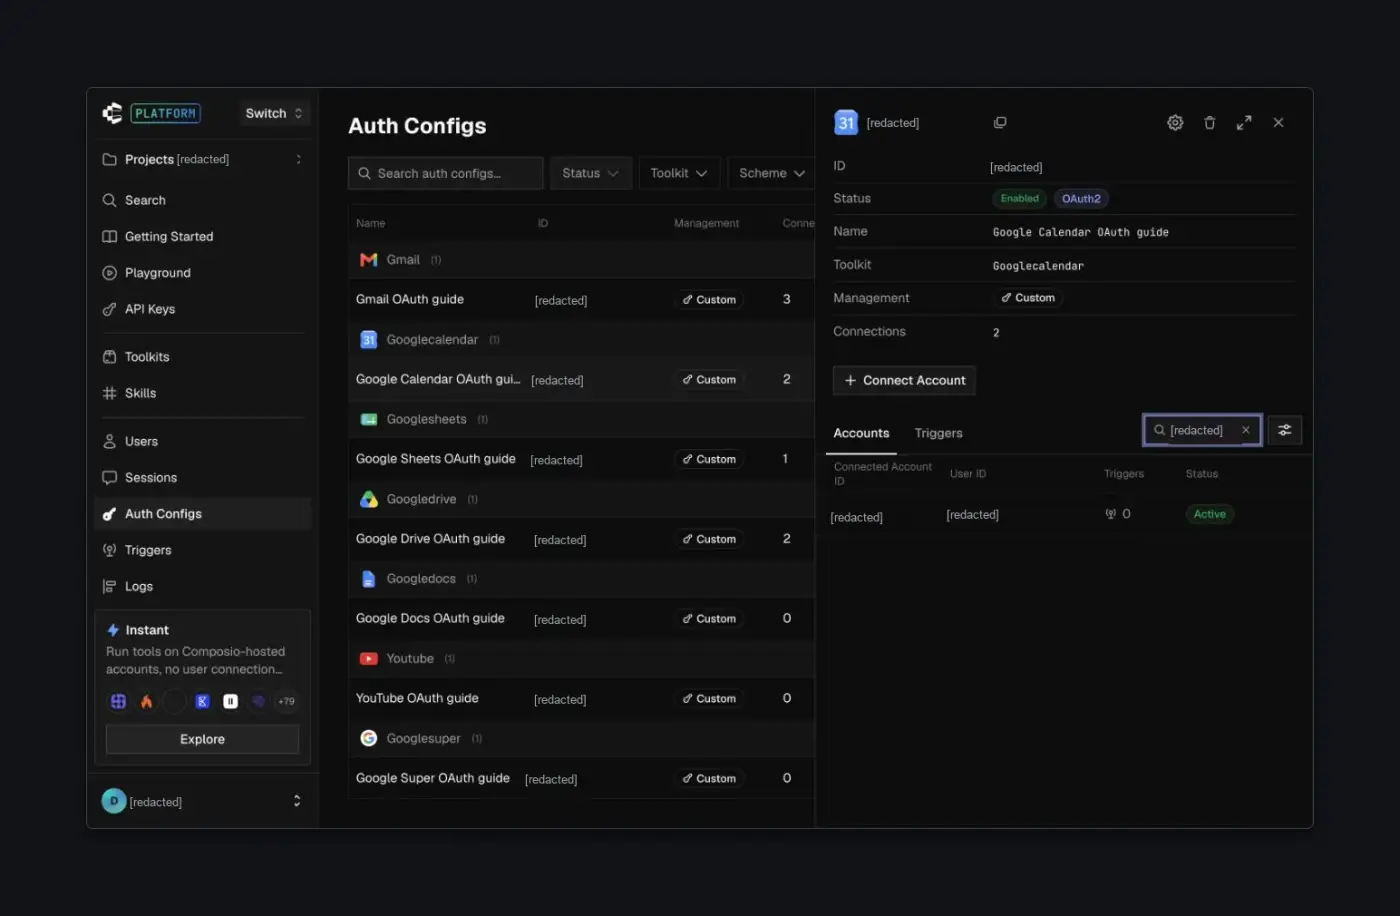 PLATFORM
Switch
Projects [redacted]
Search
Getting Started
Playground
API Keys
Toolkits
Skills
Users
Sessions
Auth Configs
Triggers
Logs
Instant
Run tools on Composio-hosted
accounts, no user connection...
+79
Explore
D [redacted]
Auth Configs
Search auth configs...
Status
Toolkit
Scheme
Name ID Management Conne
Gmail (1)
Gmail OAuth guide [redacted] Custom 3
31 Googlecalendar (1)
Google Calendar OAuth gui... [redacted] Custom 2
Googlesheets (1)
Google Sheets OAuth guide [redacted] Custom 1
Googledrive (1)
Google Drive OAuth guide [redacted] Custom 2
Googledocs (1)
Google Docs OAuth guide [redacted] Custom 0
Youtube (1)
YouTube OAuth guide [redacted] Custom 0
Googlesuper (1)
Google Super OAuth guide [redacted] Custom 0
31 [redacted]
ID [redacted]
Status Enabled OAuth2
Name Google Calendar OAuth guide
Toolkit Googlecalendar
Management Custom
Connections 2
+ Connect Account
Accounts Triggers [redacted]
Connected Account
ID
User ID Triggers Status
[redacted] [redacted] 0 Active